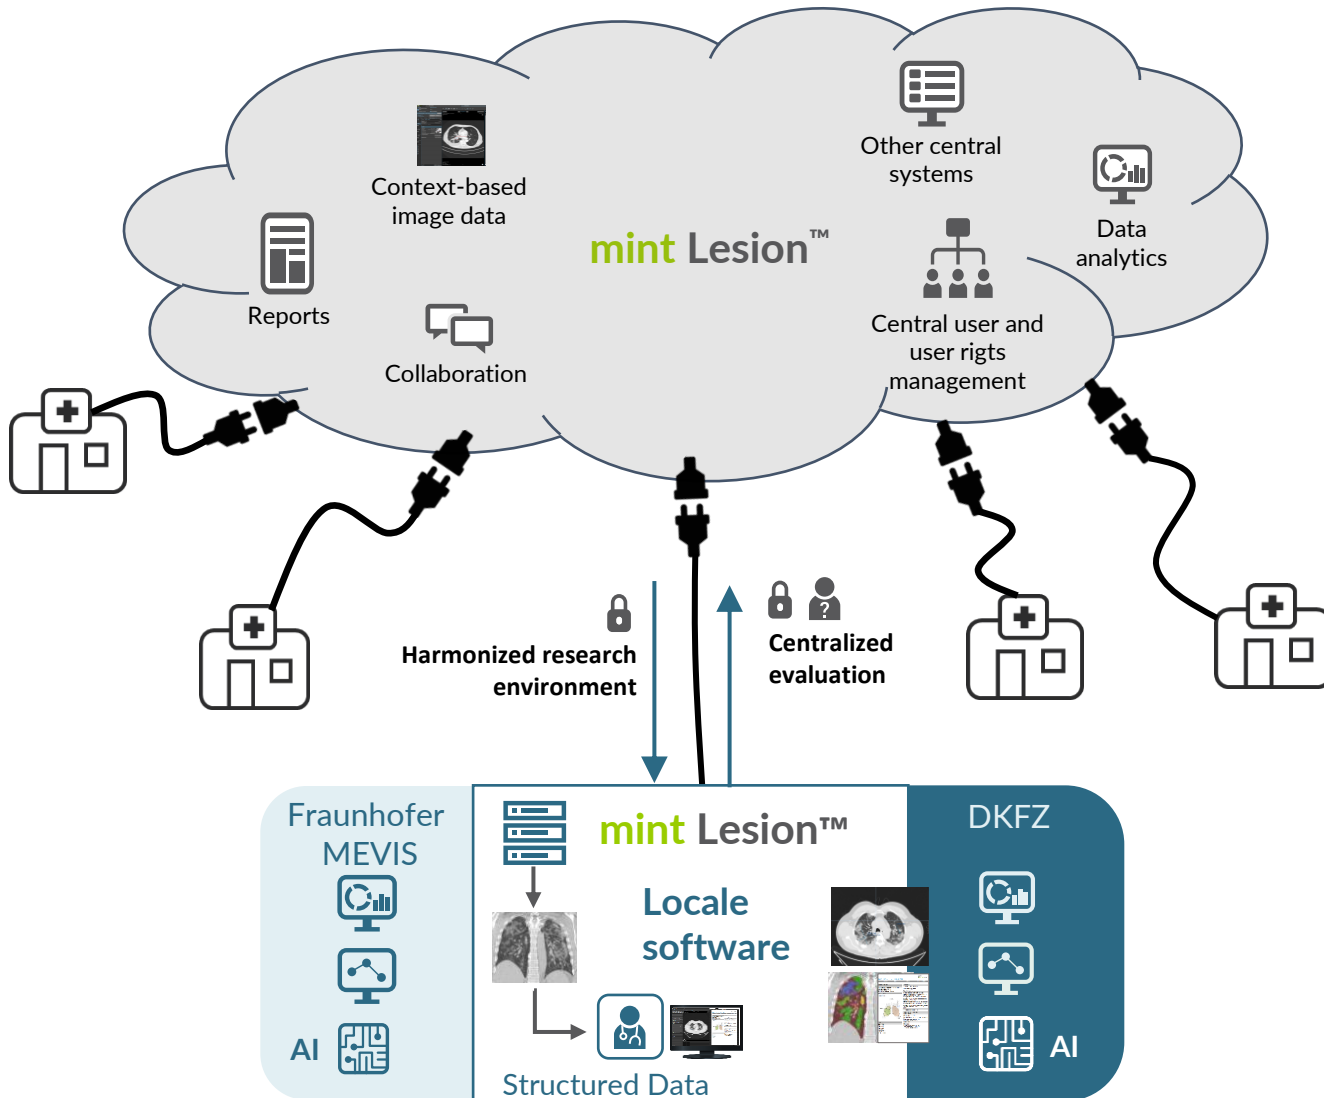 Other central
systems
Context-based
image data
Data
analytics
mint Lesion™
Reports
Central user and
user rigts
management
Collaboration
Harmonized research
environment
Centralized
evaluation
?
Fraunhofer
MEVIS
mint Lesion™
DKFZ
Locale
software
AI
AI
Structured Data